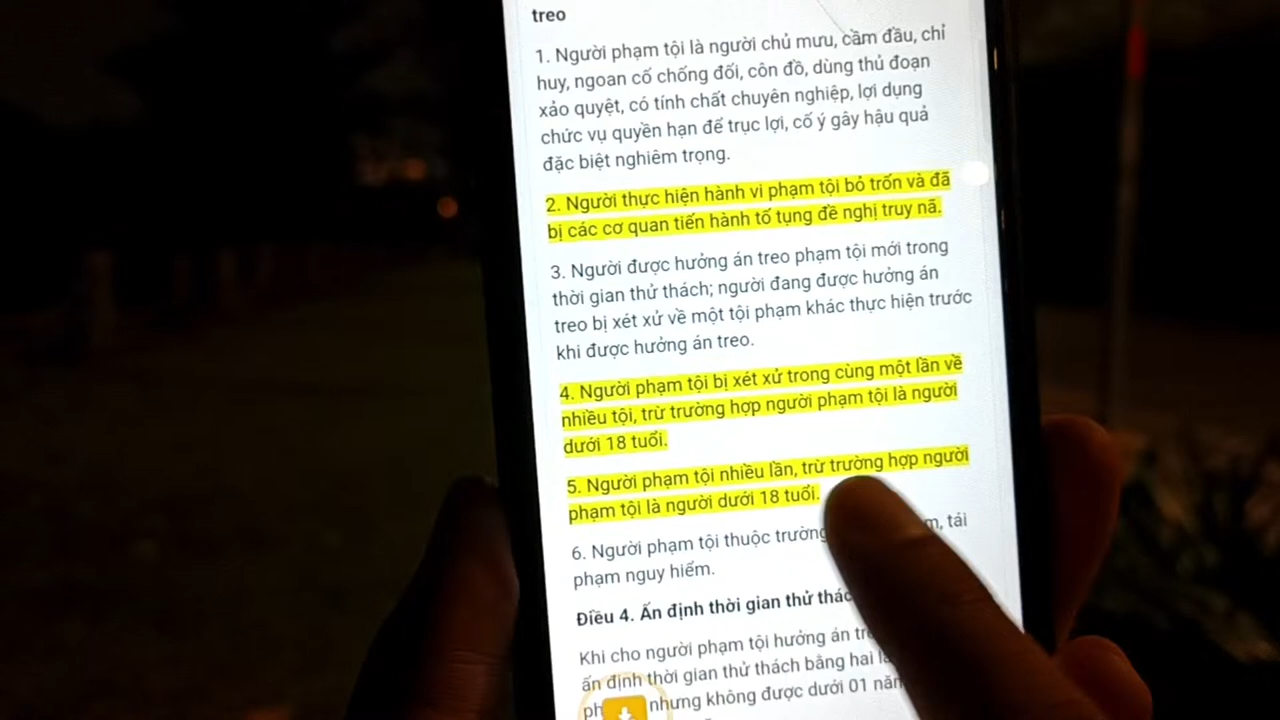 treo
1. Người phạm tội là người chủ mưu, cầm đầu, chỉ
huy, ngoan cố chống đối, côn đồ, dùng thủ đoạn
xảo quyệt, có tính chất chuyên nghiệp, lợi dụng
chức vụ quyền hạn để trục lợi, cố ý gây hậu quả
đặc biệt nghiêm trọng.
2. Người thực hiện hành vi phạm tội bỏ trốn và đã
bị các cơ quan tiến hành tố tụng đề nghị truy nã.
3. Người được hưởng án treo phạm tội mới trong
thời gian thử thách; người đang được hưởng án
treo bị xét xử về một tội phạm khác thực hiện trước
khi được hưởng án treo.
4. Người phạm tội bị xét xử trong cùng một lần về
nhiều tội, trừ trường hợp người phạm tội là người
dưới 18 tuổi.
5. Người phạm tội nhiều lần, trừ trường hợp người
phạm tội là người dưới 18 tuổi.
6. Người phạm tội thuộc trường tái
phạm nguy hiểm.
Điều 4. Ấn định thời gian thử
Khi cho người phạm tội hưởng án
ấn định thời gian thử thách bằng hai
nhưng không được dưới 01